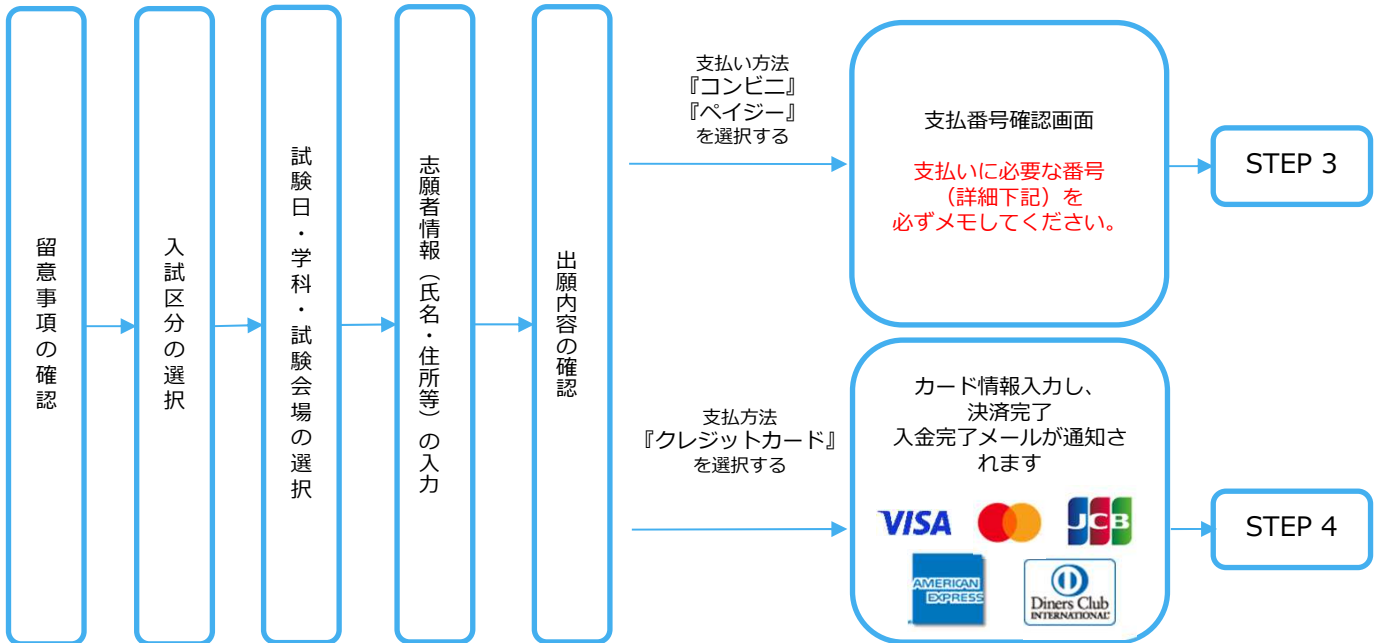 留意事項の確認
入試区分の選択
試験日・学科・試験会場の選択
志願者情報（氏名・住所等）の入力
出願内容の確認
支払い方法
『コンビニ』
『ペイジー』
を選択する
支払番号確認画面
支払いに必要な番号
（詳細下記）を
必ずメモしてください。
STEP 3
支払方法
『クレジットカード』
を選択する
カード情報入力し、
決済完了
入金完了メールが通知さ
れます
VISA
JCB
AMERICAN
EXPRESS
Diners Club
INTERNATIONAL
STEP 4